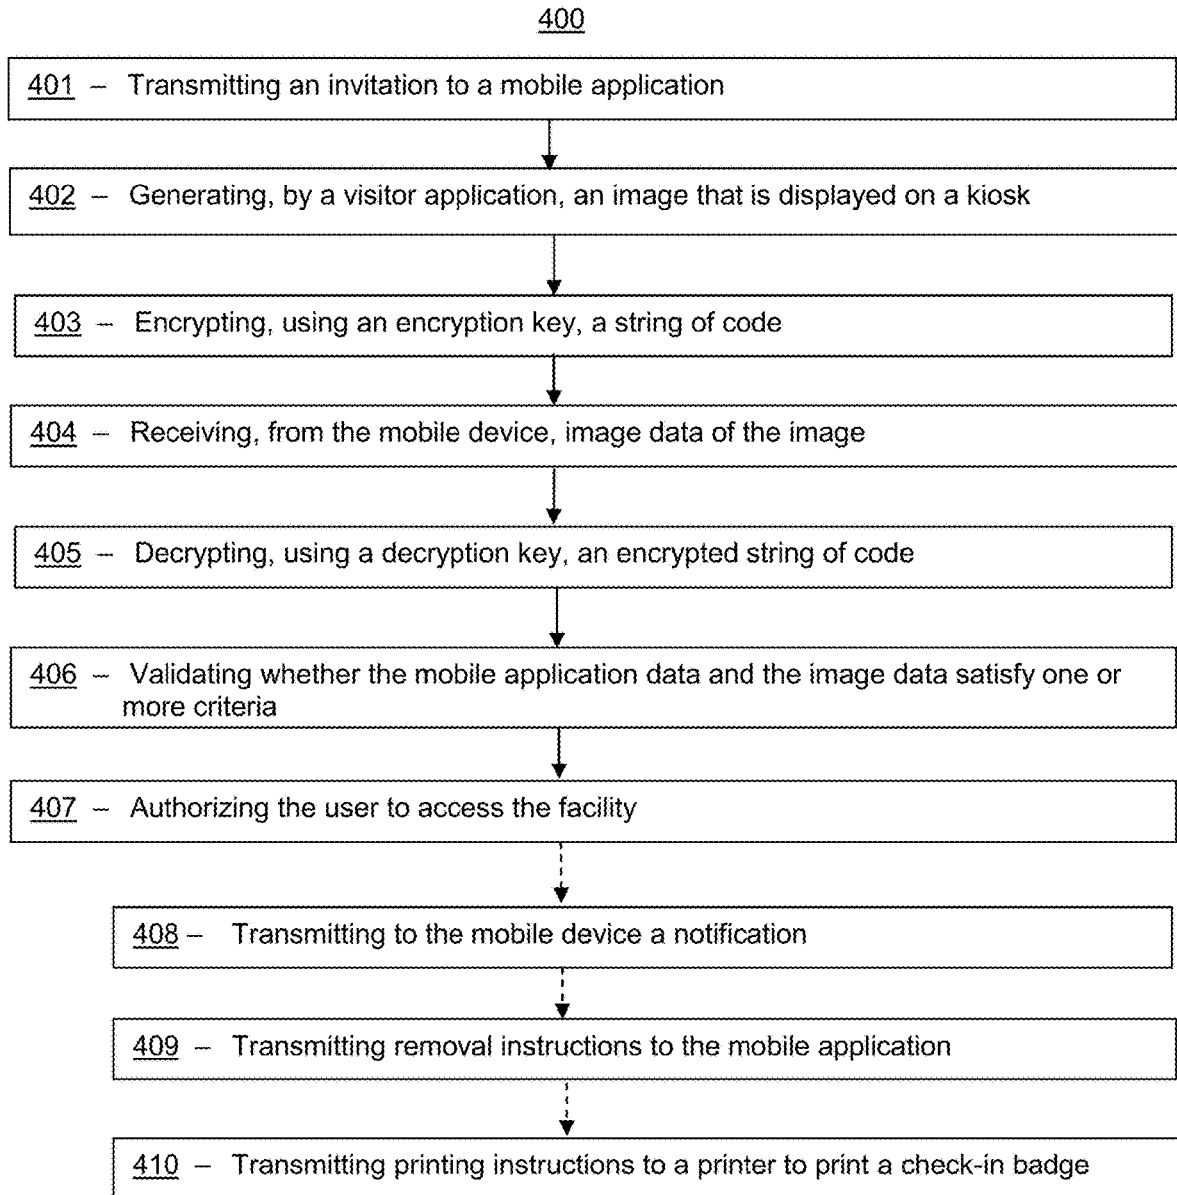 400
401 – Transmitting an invitation to a mobile application
402 – Generating, by a visitor application, an image that is displayed on a kiosk
403 – Encrypting, using an encryption key, a string of code
404 – Receiving, from the mobile device, image data of the image
405 – Decrypting, using a decryption key, an encrypted string of code
406 – Validating whether the mobile application data and the image data satisfy one or
more criteria
407 – Authorizing the user to access the facility
408 – Transmitting to the mobile device a notification
409 – Transmitting removal instructions to the mobile application
410 – Transmitting printing instructions to a printer to print a check-in badge